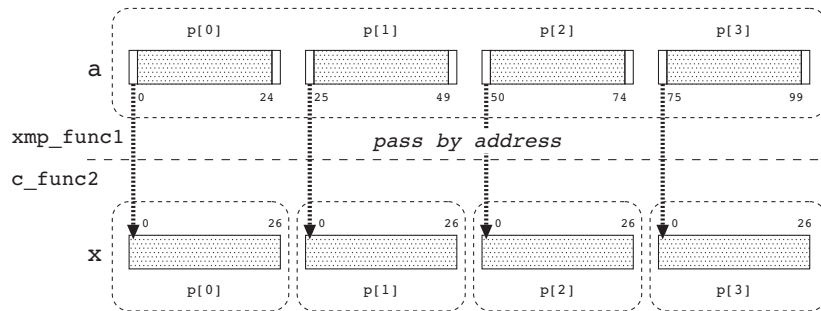 p[0] p[1] p[2] p[3]
a
0 24 25 49 50 74 75 99
xmp_func1
pass by address
c_func2
0 26 0 26 0 26 0 26
x
p[0] p[1] p[2] p[3]